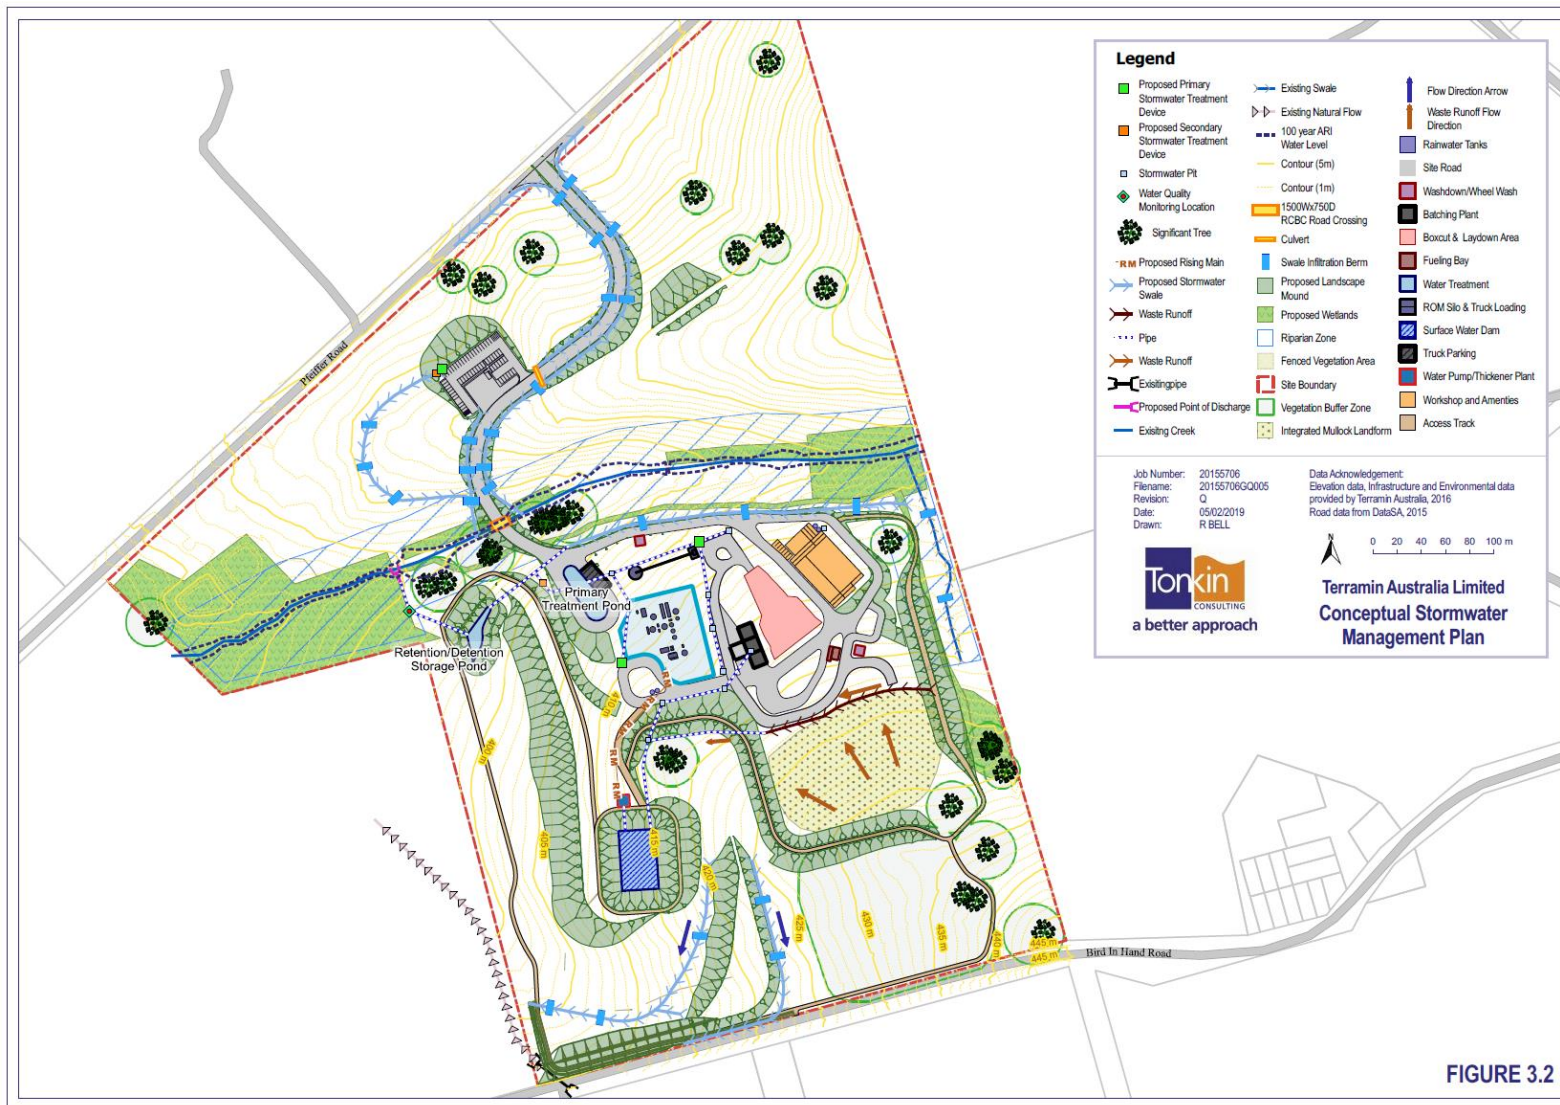 Legend
Proposed Primary
Stormwater Treatment
Device
Proposed Secondary
Stormwater Treatment
Device
Stormwater Pit
Water Quality
Monitoring Location
Significant Tree
RM Proposed Rising Main
Proposed Stormwater
Swale
Waste Runoff
Pipe
Waste Runoff
Exisitingpipe
Proposed Point of Discharge
Exisitng Creek
Existing Swale
Existing Natural Flow
100 year ARI
Water Level
Contour (5m)
Contour (1m)
1500Wx750D
RCBC Road Crossing
Culvert
Swale Infiltration Berm
Proposed Landscape
Mound
Proposed Wetlands
Riparian Zone
Fenced Vegetation Area
Site Boundary
Vegetation Buffer Zone
Integrated Mullock Landform
Flow Direction Arrow
Waste Runoff Flow
Direction
Rainwater Tanks
Site Road
Washdown/Wheel Wash
Batching Plant
Boxcut & Laydown Area
Fueling Bay
Water Treatment
ROM Silo & Truck Loading
Surface Water Dam
Truck Parking
Water Pump/Thickener Plant
Workshop and Amenties
Access Track
Job Number: 20155706
Filename: 20155706GQ005
Revision: Q
Date: 05/02/2019
Drawn: R BELL
Data Acknowledgement:
Elevation data, Infrastructure and Environmental data
provided by Terramin Australia, 2016
Road data from DataSA, 2015
N
0 20 40 60 80 100 m
Tonkin
CONSULTING
a better approach
Terramin Australia Limited
Conceptual Stormwater
Management Plan
Pfeiffer Road
Primary
Treatment Pond
Retention/Detention
Storage Pond
RM
RM
RM
RM
RM
400 m
405 m
410 m
415 m
420 m
425 m
430 m
435 m
440 m
445 m
445 m
Bird In Hand Road
FIGURE 3.2